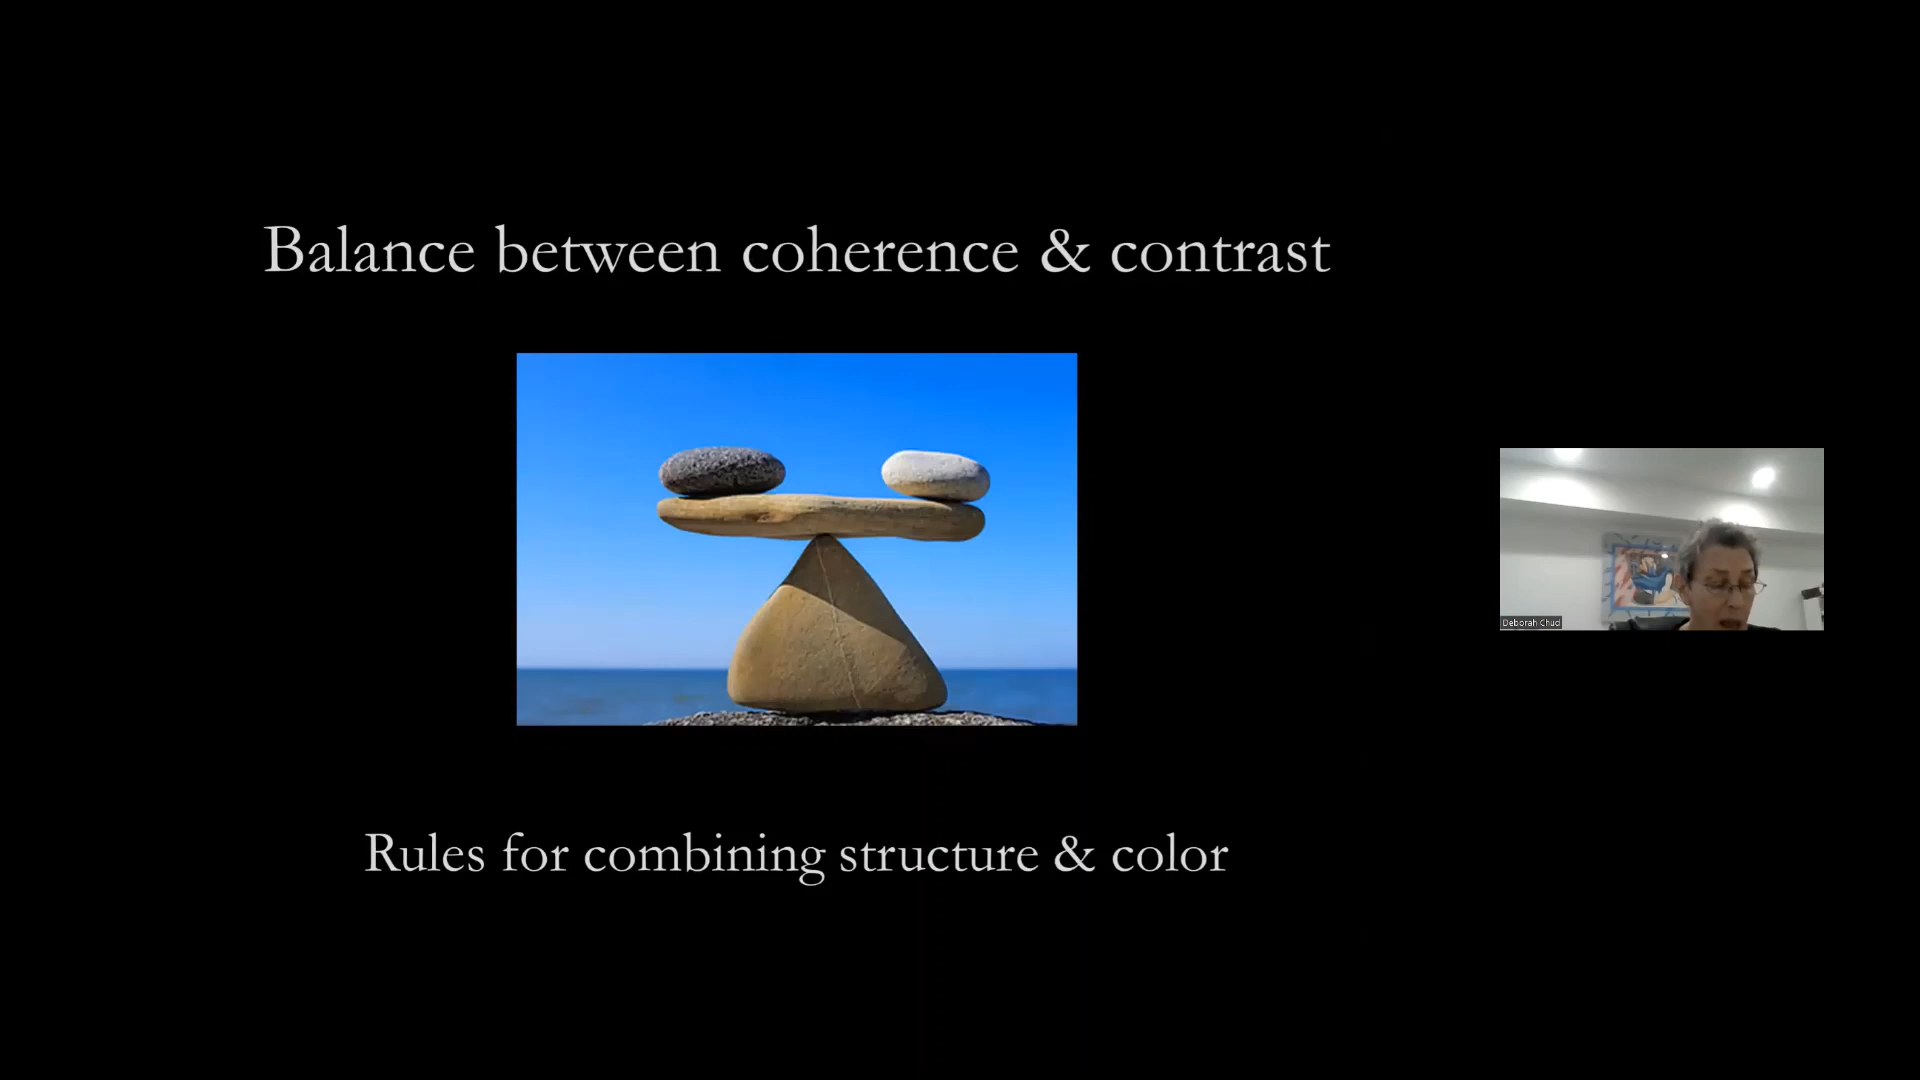 Balance between coherence & contrast
Deborah Chud
Rules for combining structure & color